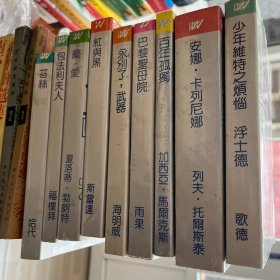 苔絲
哈代
包法利夫人
福樓拜
簡·愛
夏洛蒂·勃朗特
紅與黑
斯當達
永別了，武器
海明威
巴黎聖母院
雨果
百年孤獨
加西亞·馬爾克斯
安娜·卡列尼娜
列夫·托爾斯泰
少年維特之煩惱
浮士德
歌德